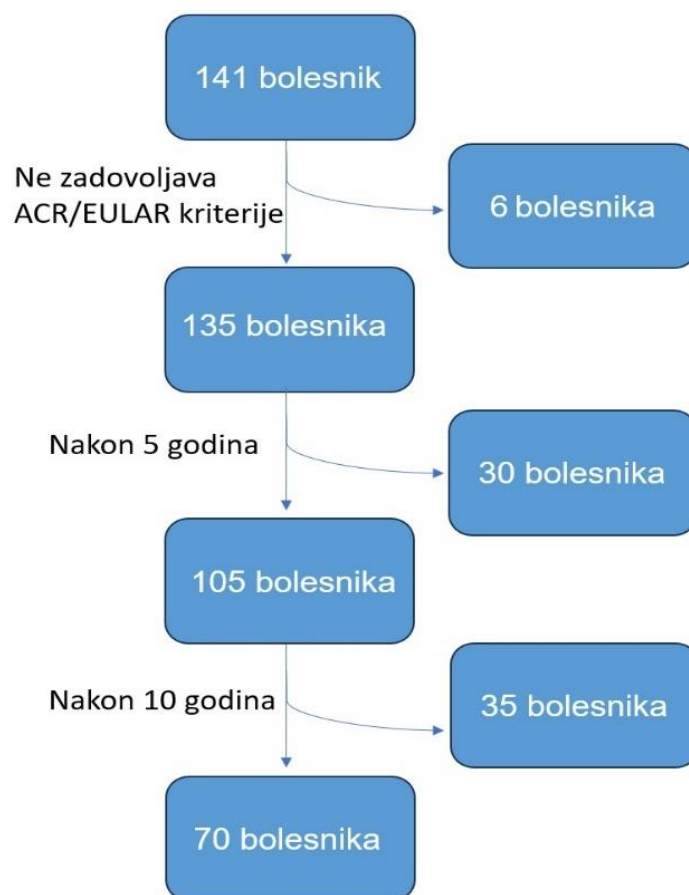 141 bolesnik
Ne zadovoljava
ACR/EULAR kriterije
6 bolesnika
135 bolesnika
Nakon 5 godina
30 bolesnika
105 bolesnika
Nakon 10 godina
35 bolesnika
70 bolesnika